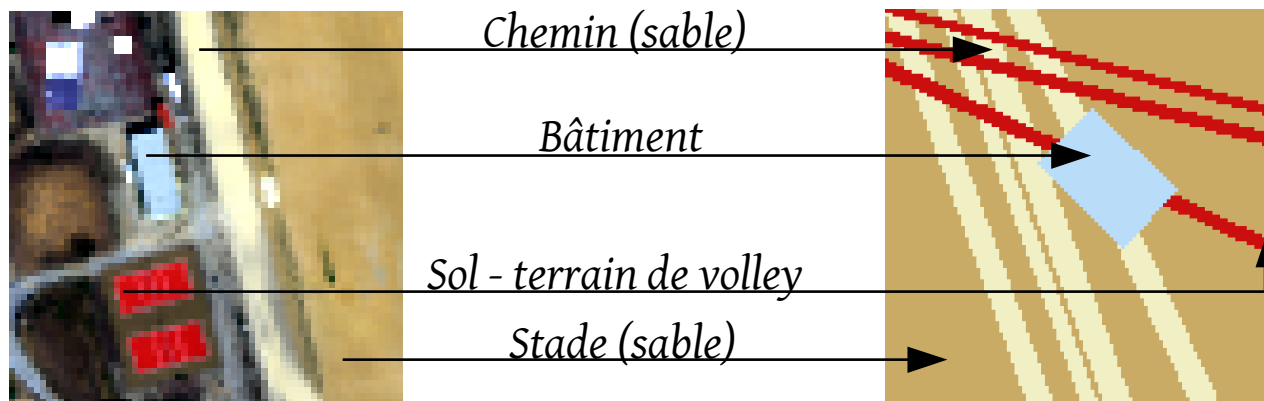 Chemin (sable)
Bâtiment
Sol - terrain de volley
Stade (sable)